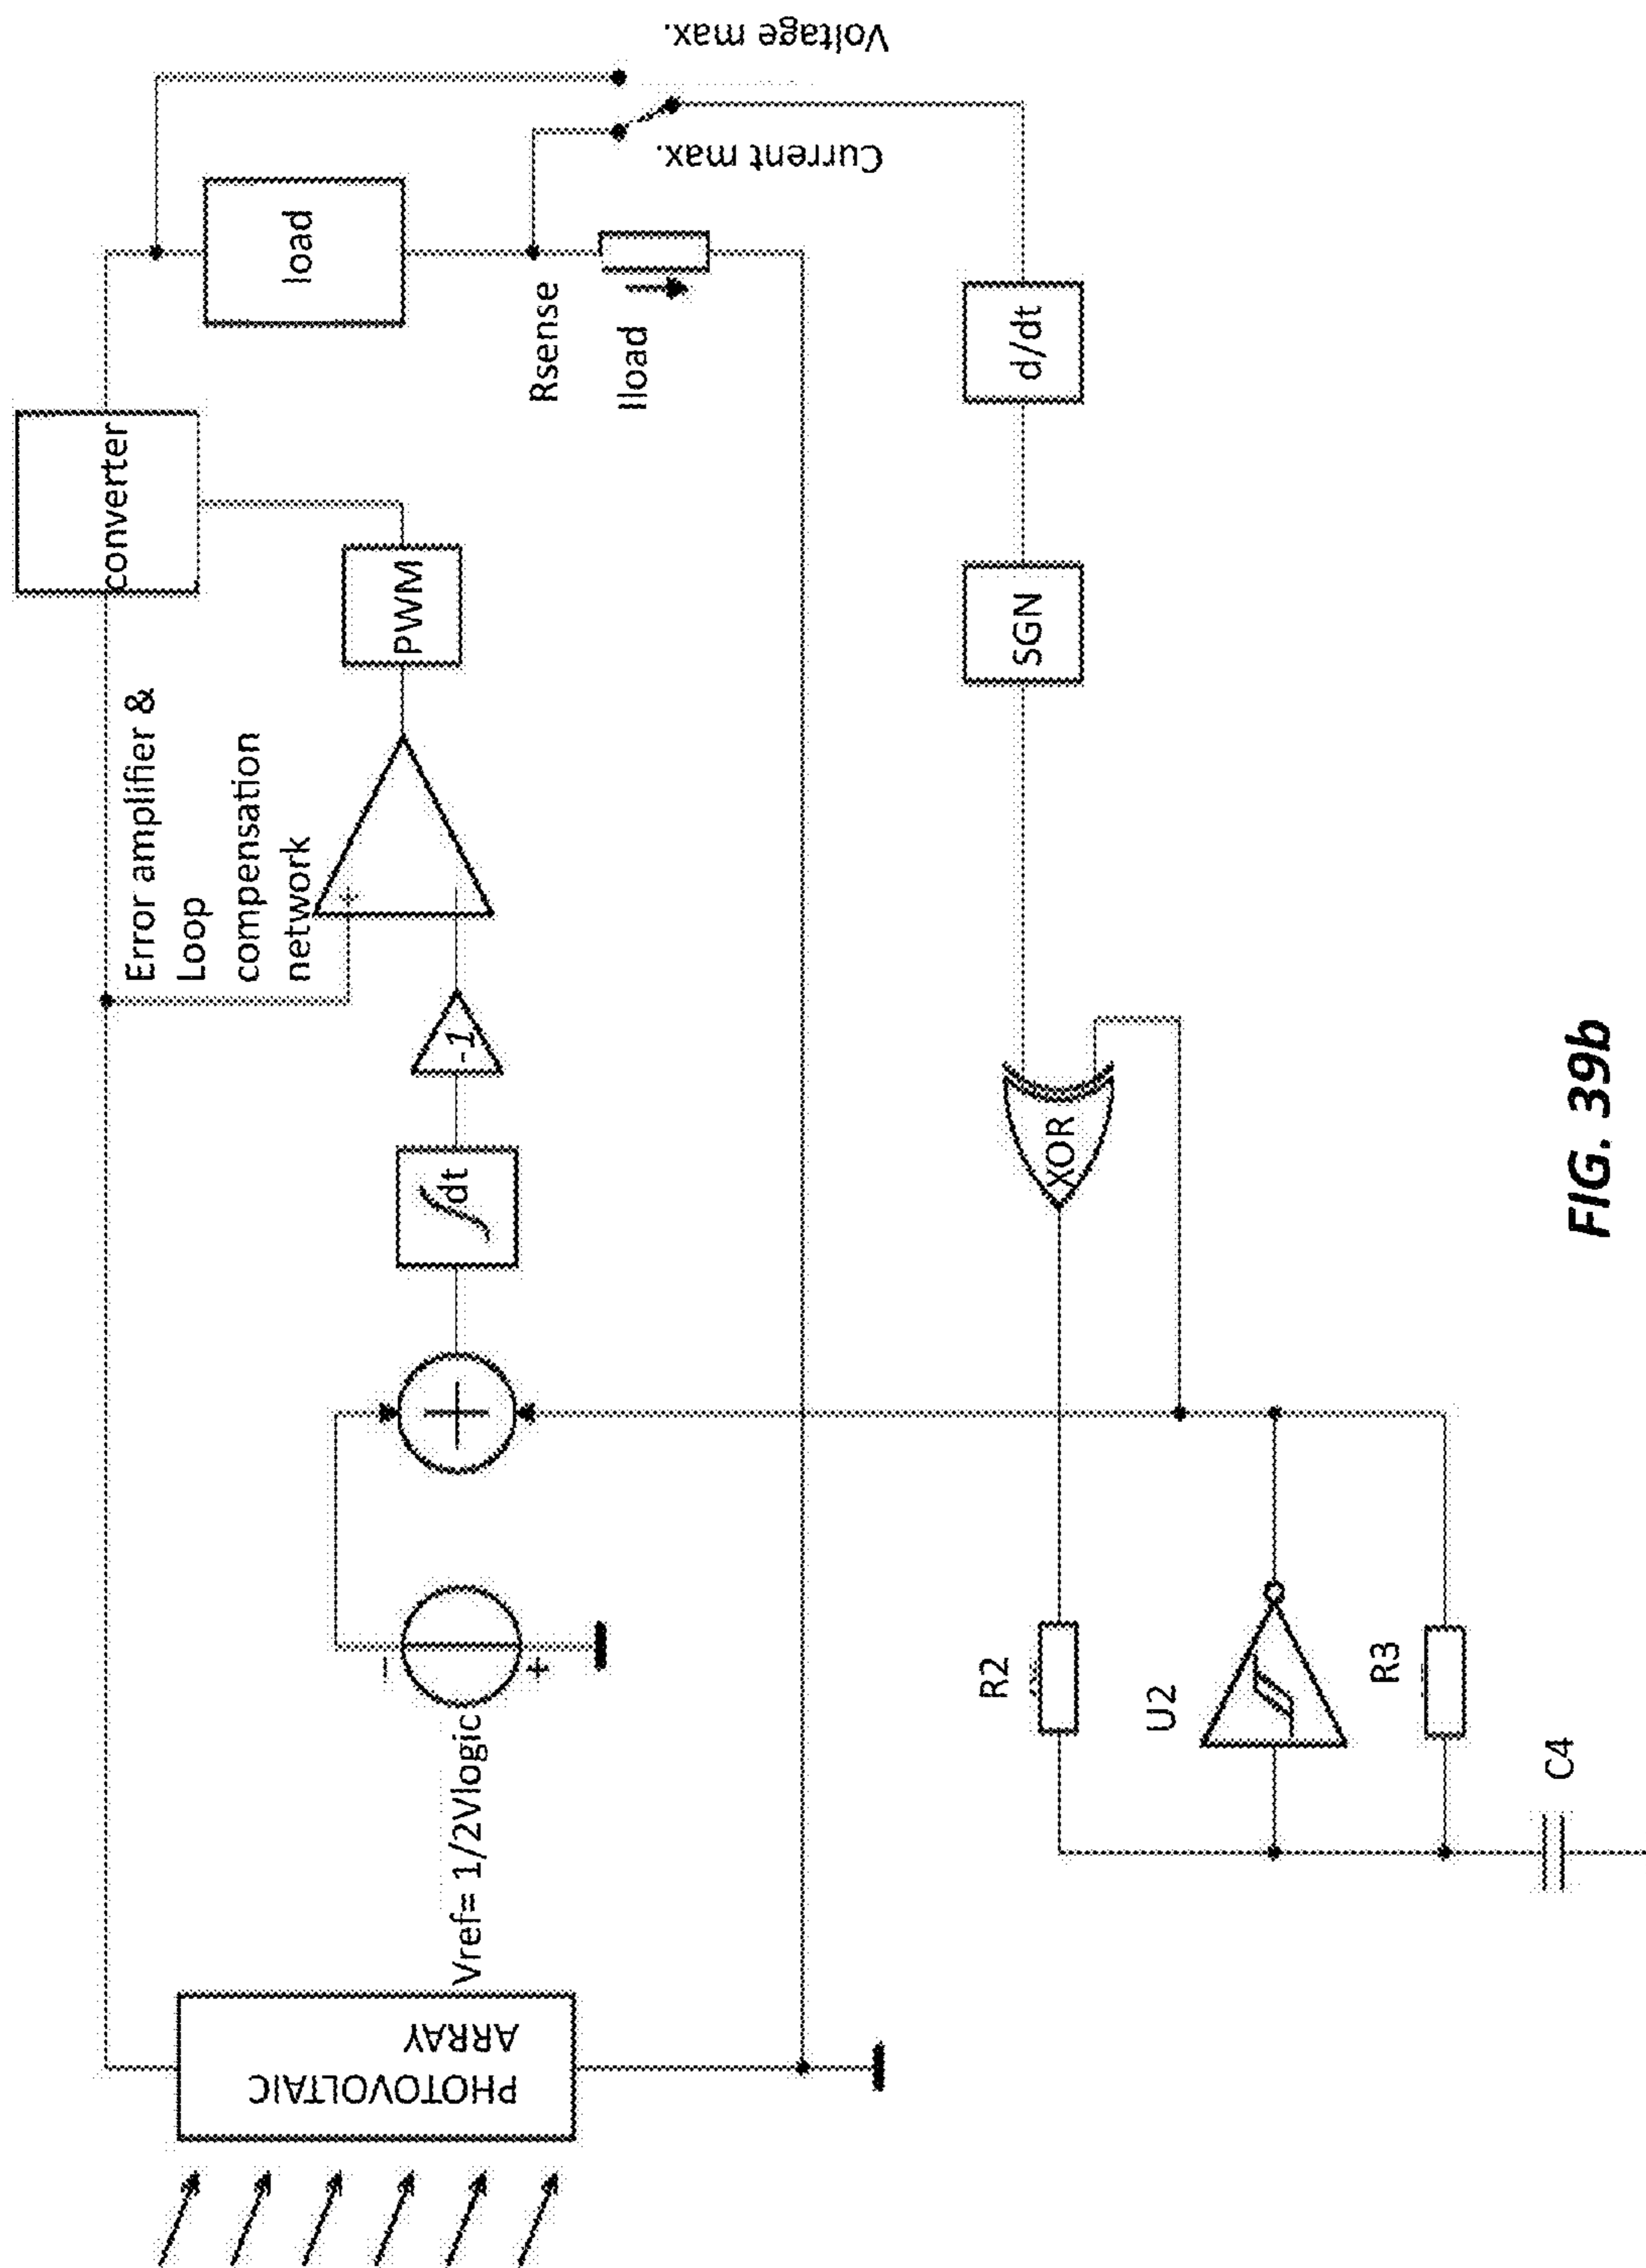 Voltage max.
Current max.
load
Rsense
Iload
converter
PWM
Error amplifier &
Loop
compensation
network
+
-1
∫dt
+
Vref= 1/2Vlogic
−
+
PHOTOVOLTAIC
ARRAY
d/dt
SGN
XOR
R2
U2
R3
C4
FIG. 39b